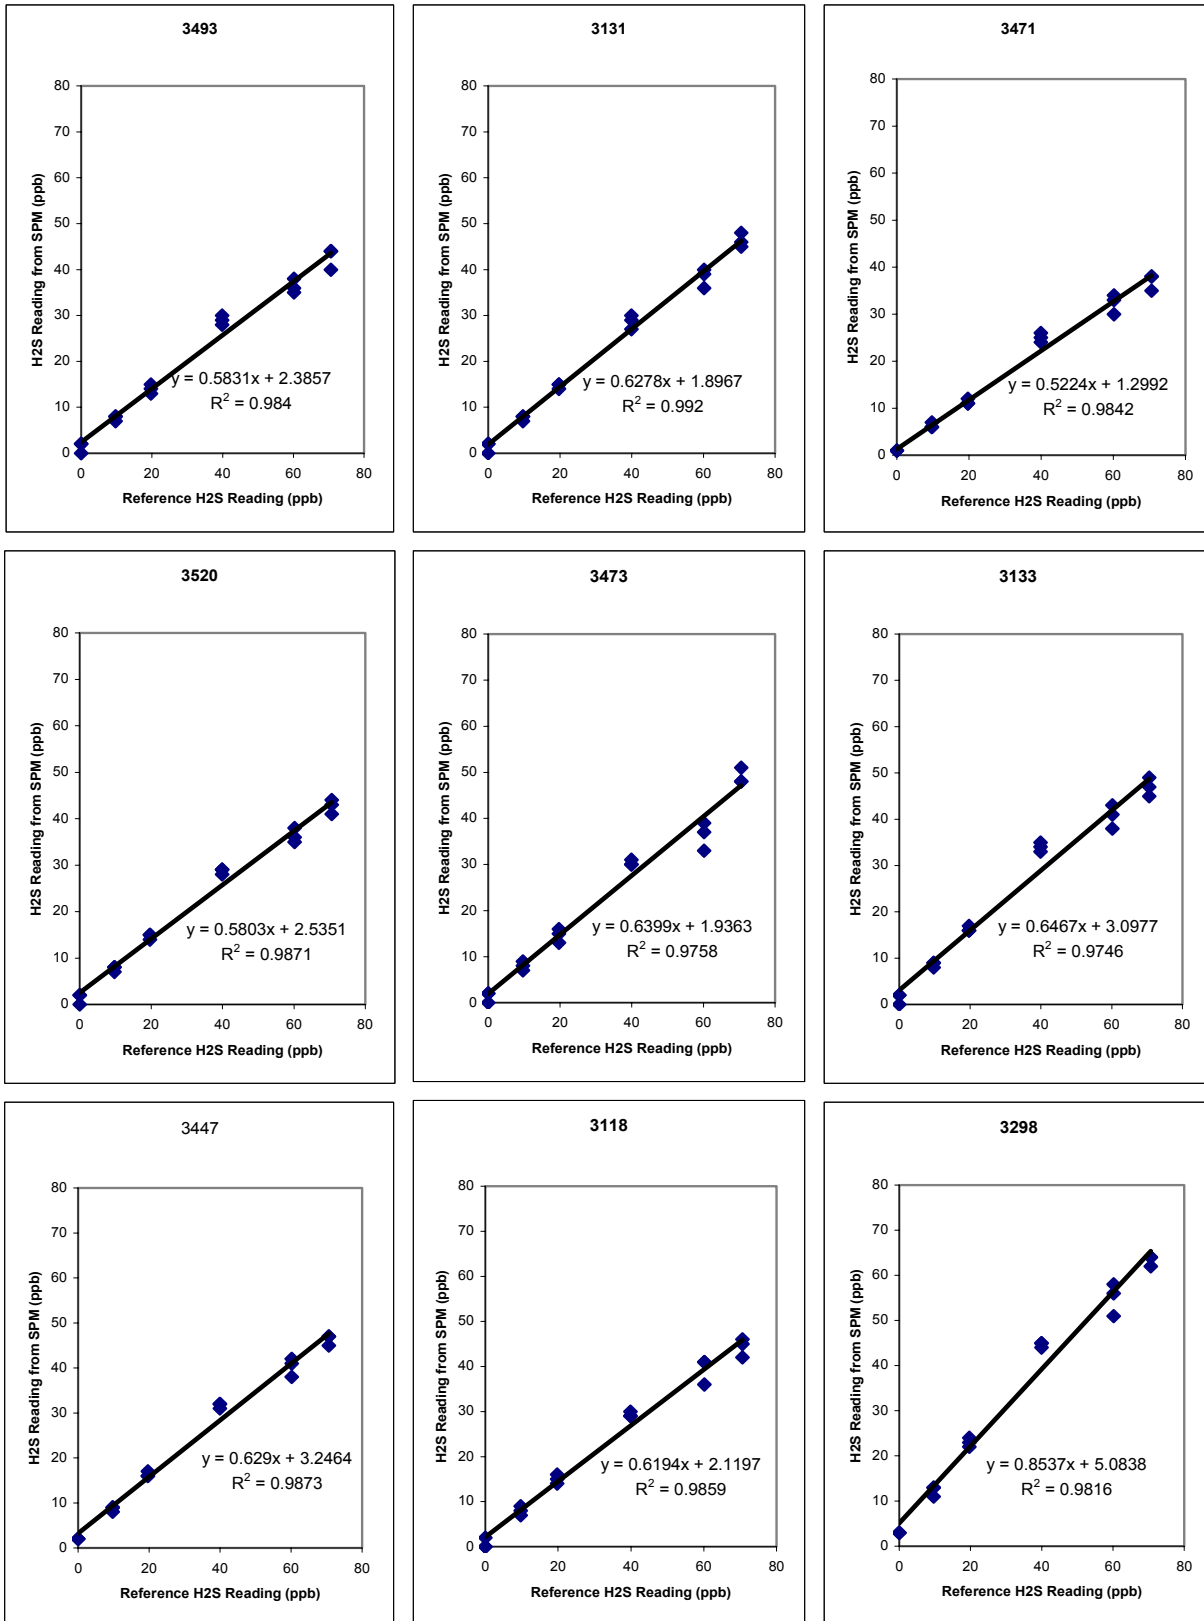 3493
H2S Reading from SPM (ppb)
80
70
60
50
40
30
20
10
0
y = 0.5831x + 2.3857
R² = 0.984
0 20 40 60 80
Reference H2S Reading (ppb)
3131
H2S Reading from SPM (ppb)
80
70
60
50
40
30
20
10
0
y = 0.6278x + 1.8967
R² = 0.992
0 20 40 60 80
Reference H2S Reading (ppb)
3471
H2S Reading from SPM (ppb)
80
70
60
50
40
30
20
10
0
y = 0.5224x + 1.2992
R² = 0.9842
0 20 40 60 80
Reference H2S Reading (ppb)
3520
H2S Reading from SPM (ppb)
80
70
60
50
40
30
20
10
0
y = 0.5803x + 2.5351
R² = 0.9871
0 20 40 60 80
Reference H2S Reading (ppb)
3473
H2S Reading from SPM (ppb)
80
70
60
50
40
30
20
10
0
y = 0.6399x + 1.9363
R² = 0.9758
0 20 40 60 80
Reference H2S Reading (ppb)
3133
H2S Reading from SPM (ppb)
80
70
60
50
40
30
20
10
0
y = 0.6467x + 3.0977
R² = 0.9746
0 20 40 60 80
Reference H2S Reading (ppb)
3447
H2S Reading from SPM (ppb)
80
70
60
50
40
30
20
10
0
y = 0.629x + 3.2464
R² = 0.9873
0 20 40 60 80
Reference H2S Reading (ppb)
3118
H2S Reading from SPM (ppb)
80
70
60
50
40
30
20
10
0
y = 0.6194x + 2.1197
R² = 0.9859
0 20 40 60 80
Reference H2S Reading (ppb)
3298
H2S Reading from SPM (ppb)
80
70
60
50
40
30
20
10
0
y = 0.8537x + 5.0838
R² = 0.9816
0 20 40 60 80
Reference H2S Reading (ppb)